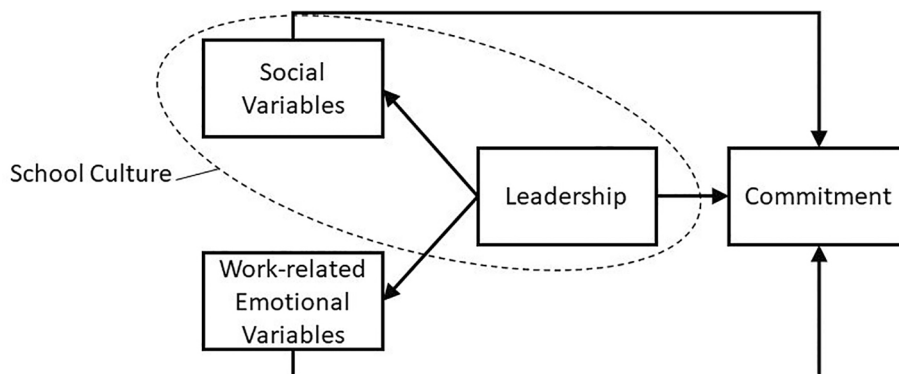 Social
Variables
School Culture
Leadership
Commitment
Work-related
Emotional
Variables